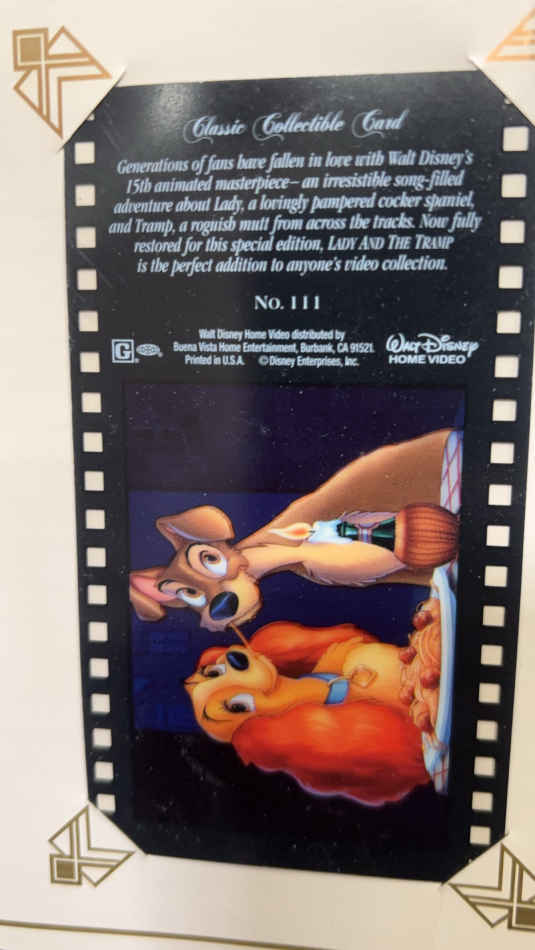 Classic Collectible Card
Generations of fans have fallen in love with Walt Disney's
15th animated masterpiece—an irresistible song-filled
adventure about Lady, a lovingly pampered cocker spaniel,
and Tramp, a roguish mutt from across the tracks. Now fully
restored for this special edition, LADY AND THE TRAMP
is the perfect addition to anyone's video collection.
No. 111
G
Walt Disney Home Video distributed by
Buena Vista Home Entertainment, Burbank, CA 91521.
Printed in U.S.A. © Disney Enterprises, Inc.
Walt Disney
HOME VIDEO